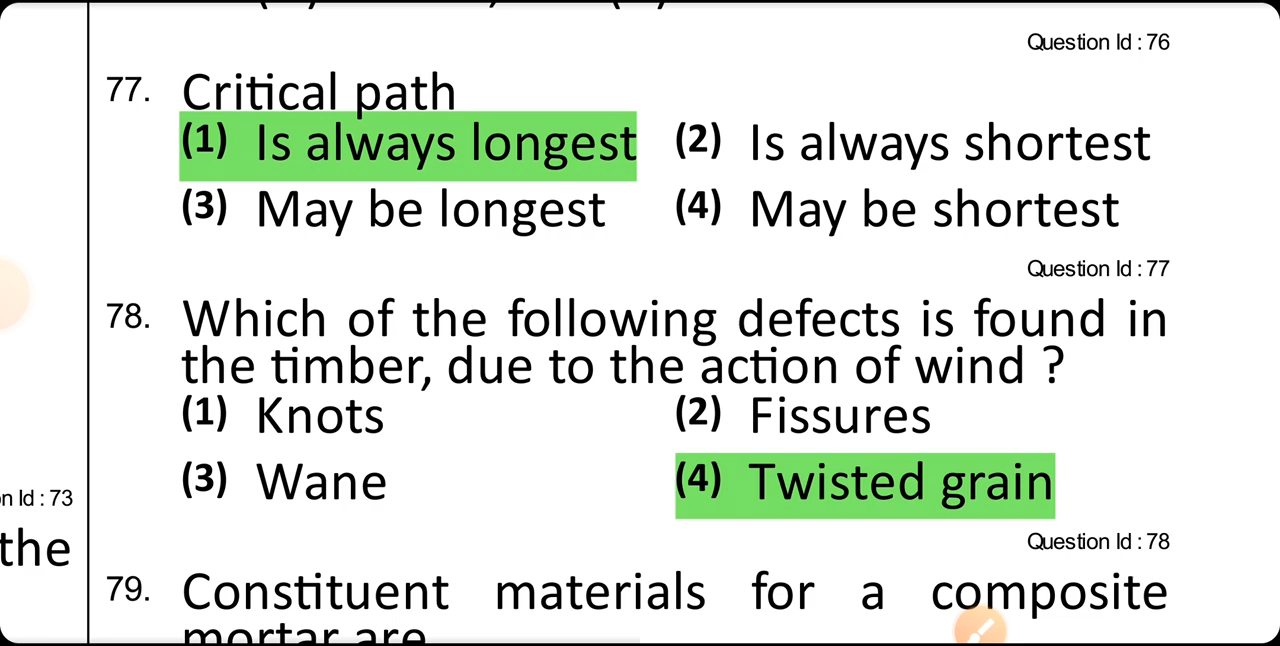 Question Id : 76
77. Critical path
(1) Is always longest (2) Is always shortest
(3) May be longest (4) May be shortest
Question Id : 77
78. Which of the following defects is found in
the timber, due to the action of wind ?
(1) Knots (2) Fissures
(3) Wane (4) Twisted grain
n Id : 73
the
Question Id : 78
79. Constituent materials for a composite
mortar are